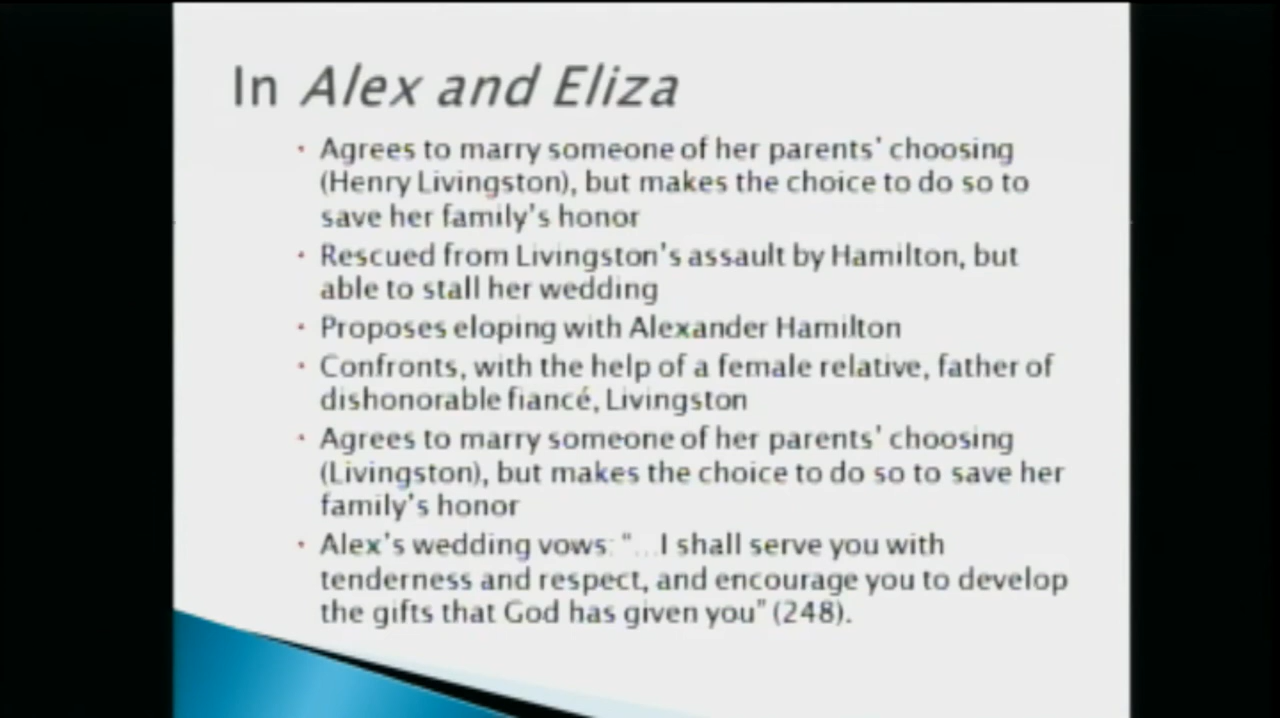 In Alex and Eliza
• Agrees to marry someone of her parents' choosing
(Henry Livingston), but makes the choice to do so to
save her family's honor
• Rescued from Livingston's assault by Hamilton, but
able to stall her wedding
• Proposes eloping with Alexander Hamilton
• Confronts, with the help of a female relative, father of
dishonorable fiancé, Livingston
• Agrees to marry someone of her parents' choosing
(Livingston), but makes the choice to do so to save her
family's honor
• Alex's wedding vows: "...I shall serve you with
tenderness and respect, and encourage you to develop
the gifts that God has given you" (248).